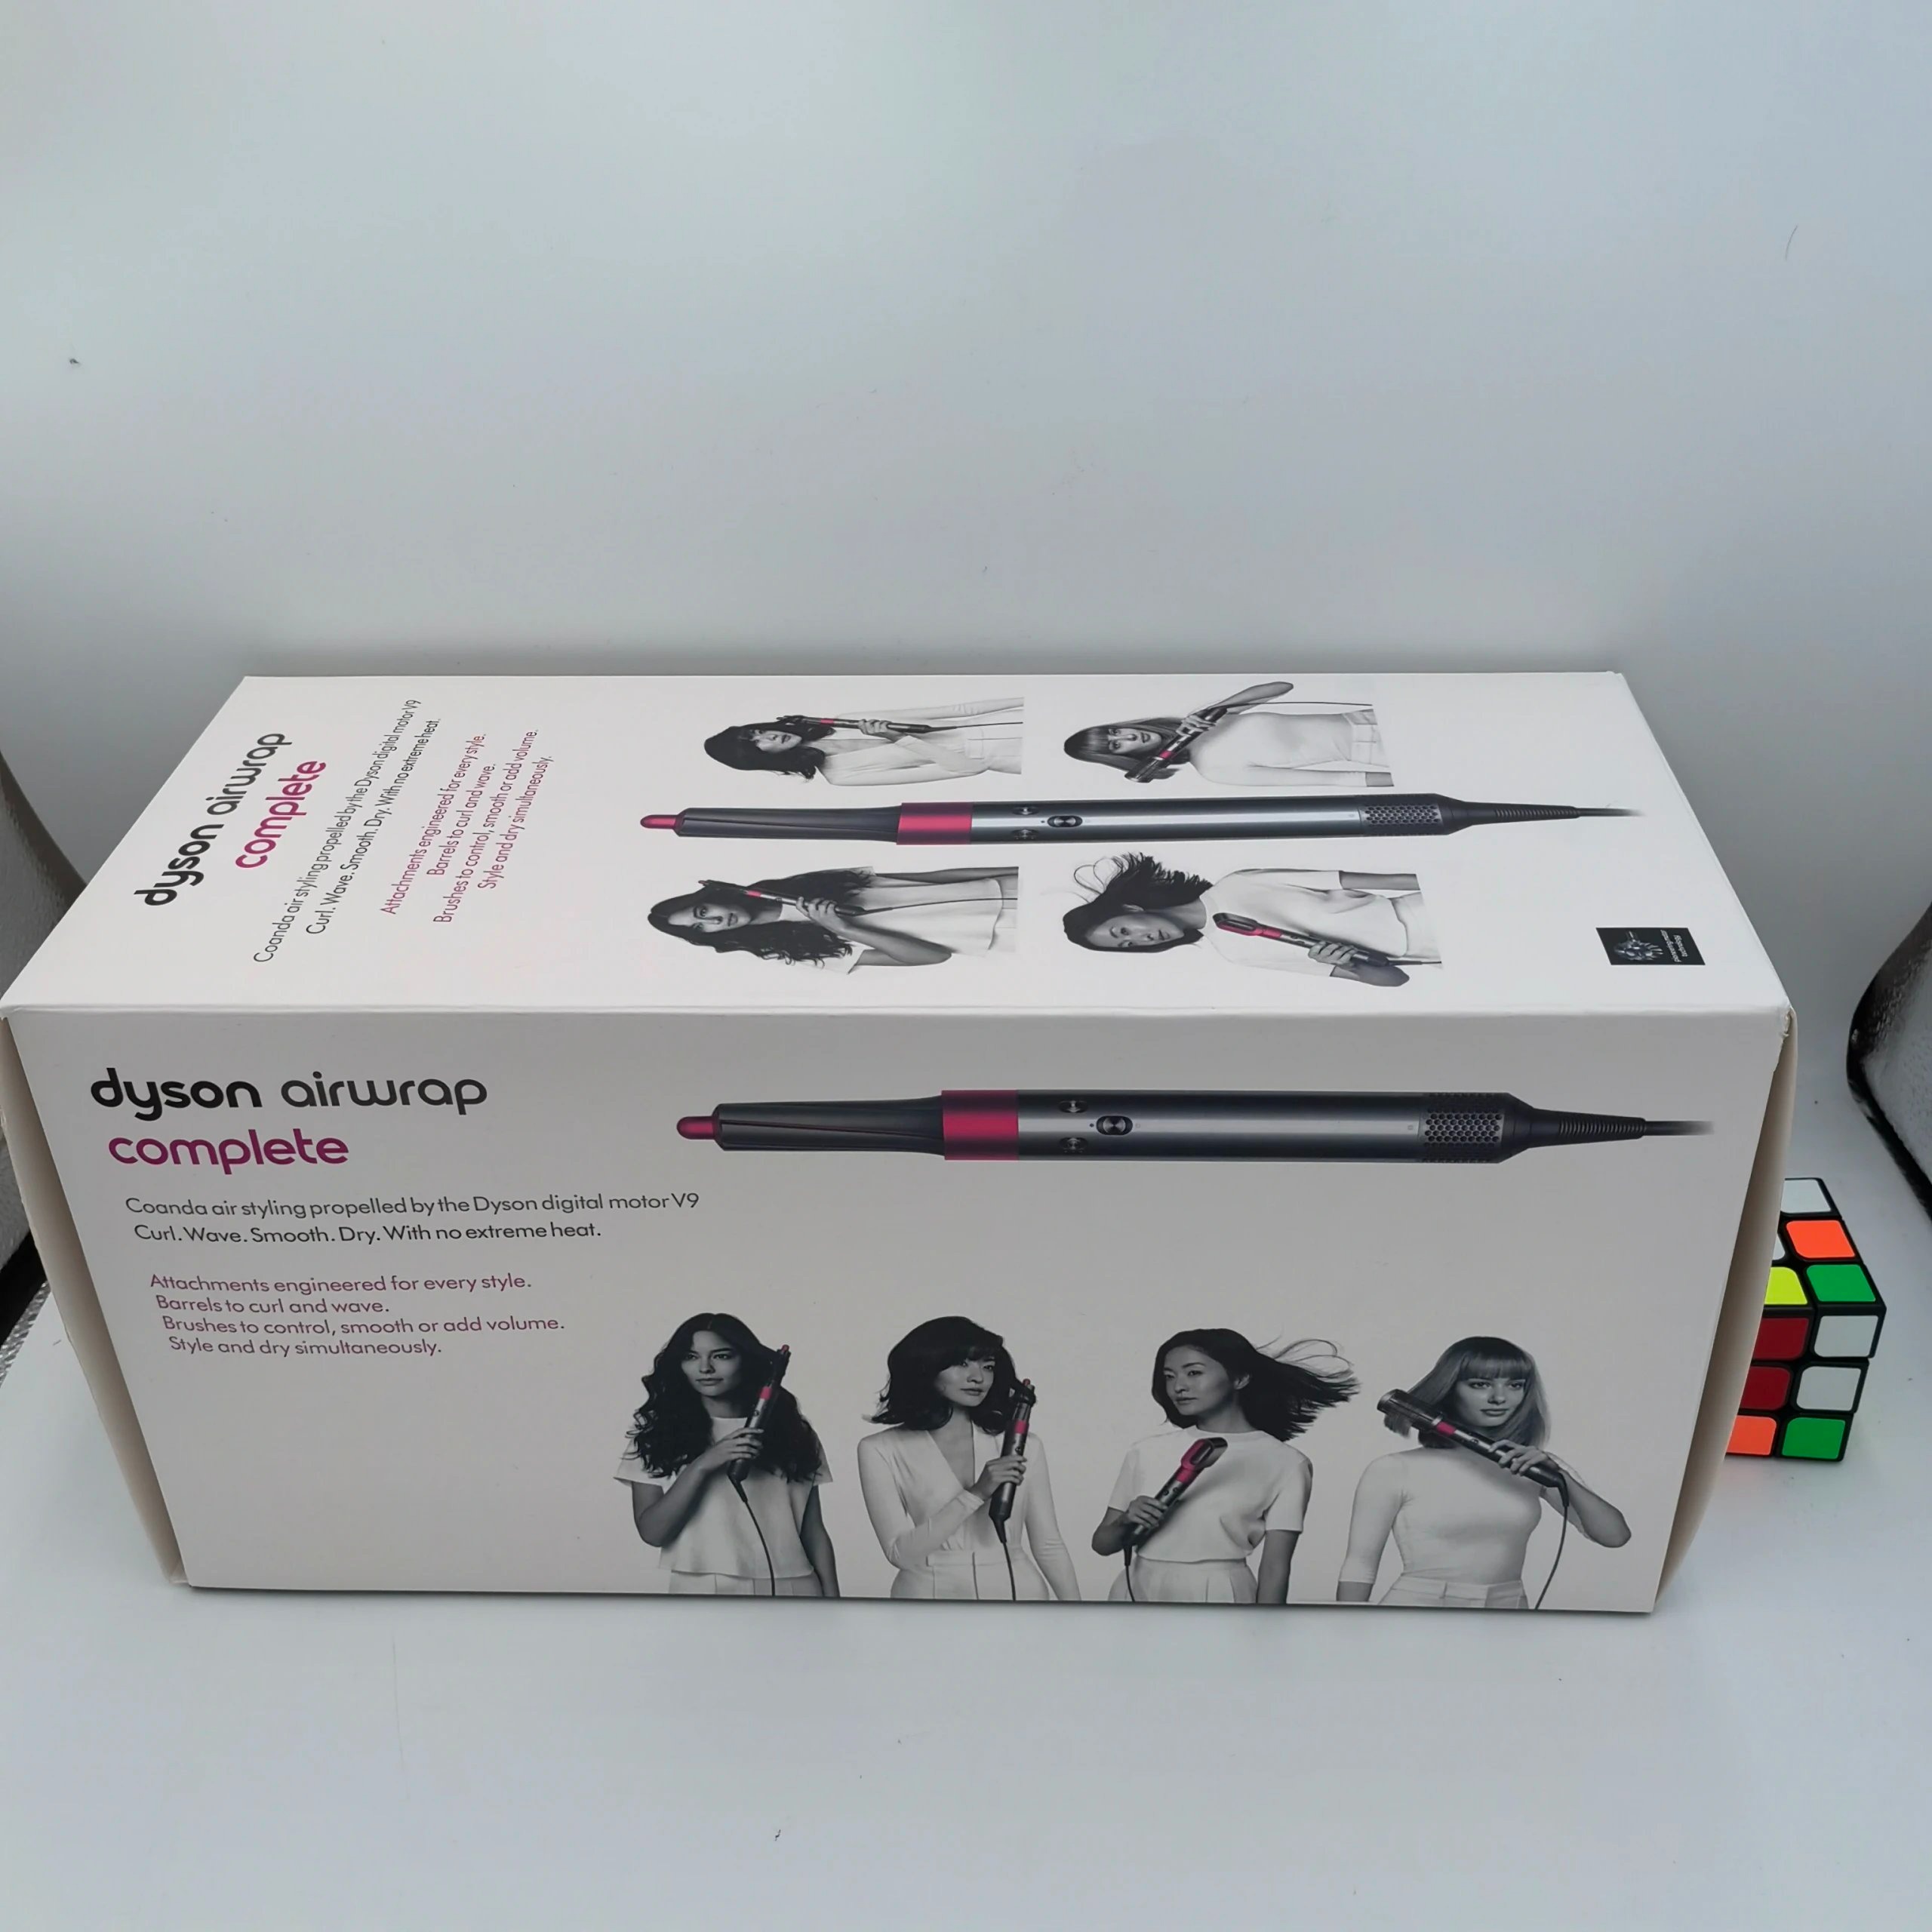 dyson airwrap
complete
Coanda air styling propelled by the Dyson digital motor V9
Curl. Wave. Smooth. Dry. With no extreme heat.
Attachments engineered for every style.
Barrels to curl and wave.
Brushes to control, smooth or add volume.
Style and dry simultaneously.
dyson airwrap
complete
Coanda air styling propelled by the Dyson digital motor V9
Curl. Wave. Smooth. Dry. With no extreme heat.
Attachments engineered for every style.
Barrels to curl and wave.
Brushes to control, smooth or add volume.
Style and dry simultaneously.